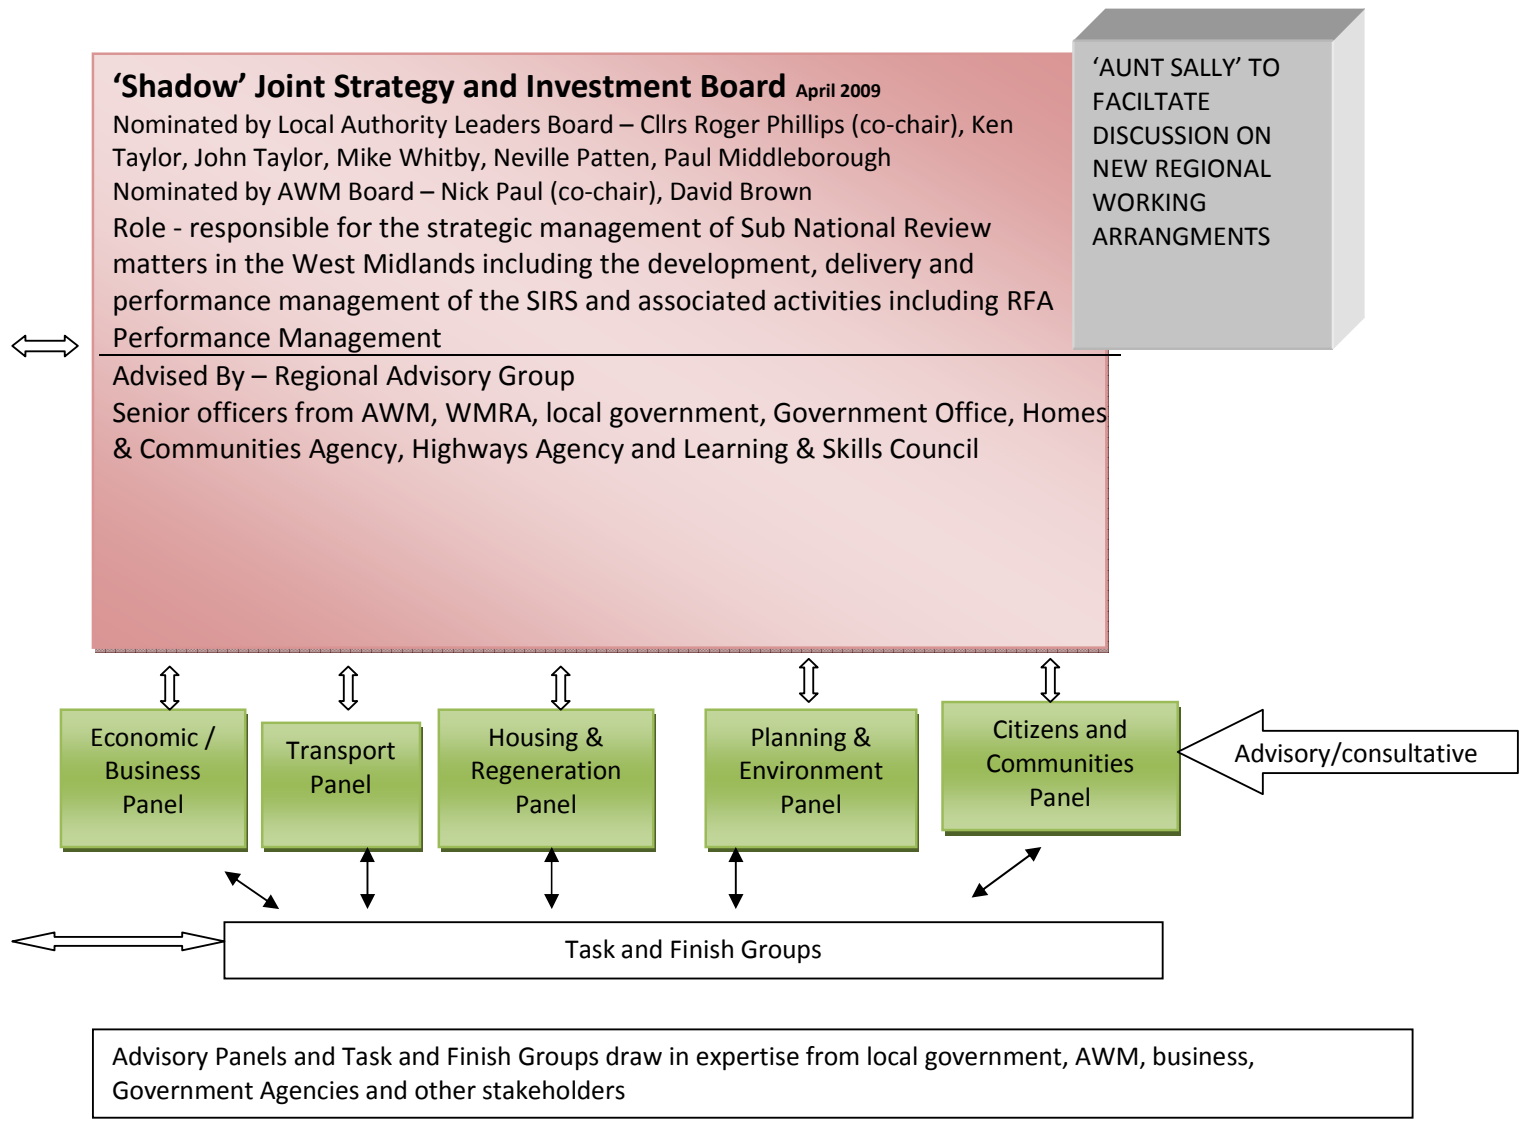 ‘Shadow’ Joint Strategy and Investment Board April 2009
Nominated by Local Authority Leaders Board – Cllrs Roger Phillips (co-chair), Ken
Taylor, John Taylor, Mike Whitby, Neville Patten, Paul Middleborough
Nominated by AWM Board – Nick Paul (co-chair), David Brown
Role - responsible for the strategic management of Sub National Review
matters in the West Midlands including the development, delivery and
performance management of the SIRS and associated activities including RFA
Performance Management
Advised By – Regional Advisory Group
Senior officers from AWM, WMRA, local government, Government Office, Homes
& Communities Agency, Highways Agency and Learning & Skills Council
‘AUNT SALLY’ TO
FACILTATE
DISCUSSION ON
NEW REGIONAL
WORKING
ARRANGMENTS
Economic /
Business
Panel
Transport
Panel
Housing &
Regeneration
Panel
Planning &
Environment
Panel
Citizens and
Communities
Panel
Advisory/consultative
Task and Finish Groups
Advisory Panels and Task and Finish Groups draw in expertise from local government, AWM, business,
Government Agencies and other stakeholders